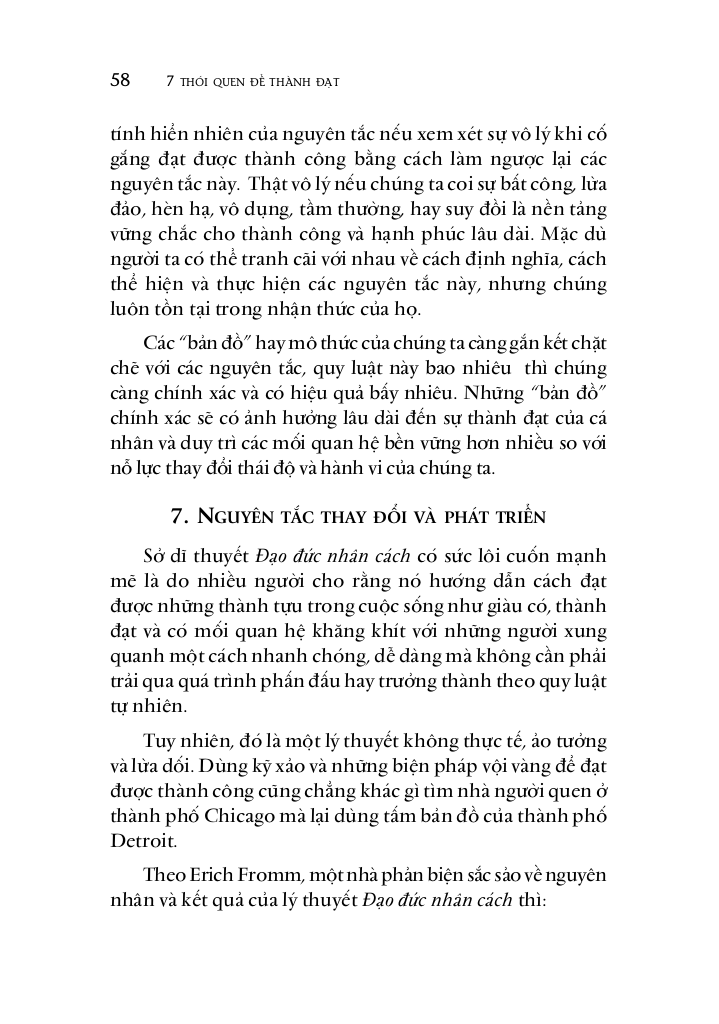 58 7 THÓI QUEN ĐỂ THÀNH ĐẠT
tính hiển nhiên của nguyên tắc nếu xem xét sự vô lý khi cố
gắng đạt được thành công bằng cách làm ngược lại các
nguyên tắc này. Thật vô lý nếu chúng ta coi sự bất công, lừa
đảo, hèn hạ, vô dụng, tầm thường, hay suy đồi là nền tảng
vững chắc cho thành công và hạnh phúc lâu dài. Mặc dù
người ta có thể tranh cãi với nhau về cách định nghĩa, cách
thể hiện và thực hiện các nguyên tắc này, nhưng chúng
luôn tồn tại trong nhận thức của họ.
Các “bản đồ” hay mô thức của chúng ta càng gắn kết chặt
chẽ với các nguyên tắc, quy luật này bao nhiêu thì chúng
càng chính xác và có hiệu quả bấy nhiêu. Những “bản đồ”
chính xác sẽ có ảnh hưởng lâu dài đến sự thành đạt của cá
nhân và duy trì các mối quan hệ bền vững hơn nhiều so với
nỗ lực thay đổi thái độ và hành vi của chúng ta.
7. NGUYÊN TẮC THAY ĐỔI VÀ PHÁT TRIỂN
Sở dĩ thuyết Đạo đức nhân cách có sức lôi cuốn mạnh
mẽ là do nhiều người cho rằng nó hướng dẫn cách đạt
được những thành tựu trong cuộc sống như giàu có, thành
đạt và có mối quan hệ khăng khít với những người xung
quanh một cách nhanh chóng, dễ dàng mà không cần phải
trải qua quá trình phấn đấu hay trưởng thành theo quy luật
tự nhiên.
Tuy nhiên, đó là một lý thuyết không thực tế, ảo tưởng
và lừa dối. Dùng kỹ xảo và những biện pháp vội vàng để đạt
được thành công cũng chẳng khác gì tìm nhà người quen ở
thành phố Chicago mà lại dùng tấm bản đồ của thành phố
Detroit.
Theo Erich Fromm, một nhà phản biện sắc sảo về nguyên
nhân và kết quả của lý thuyết Đạo đức nhân cách thì: